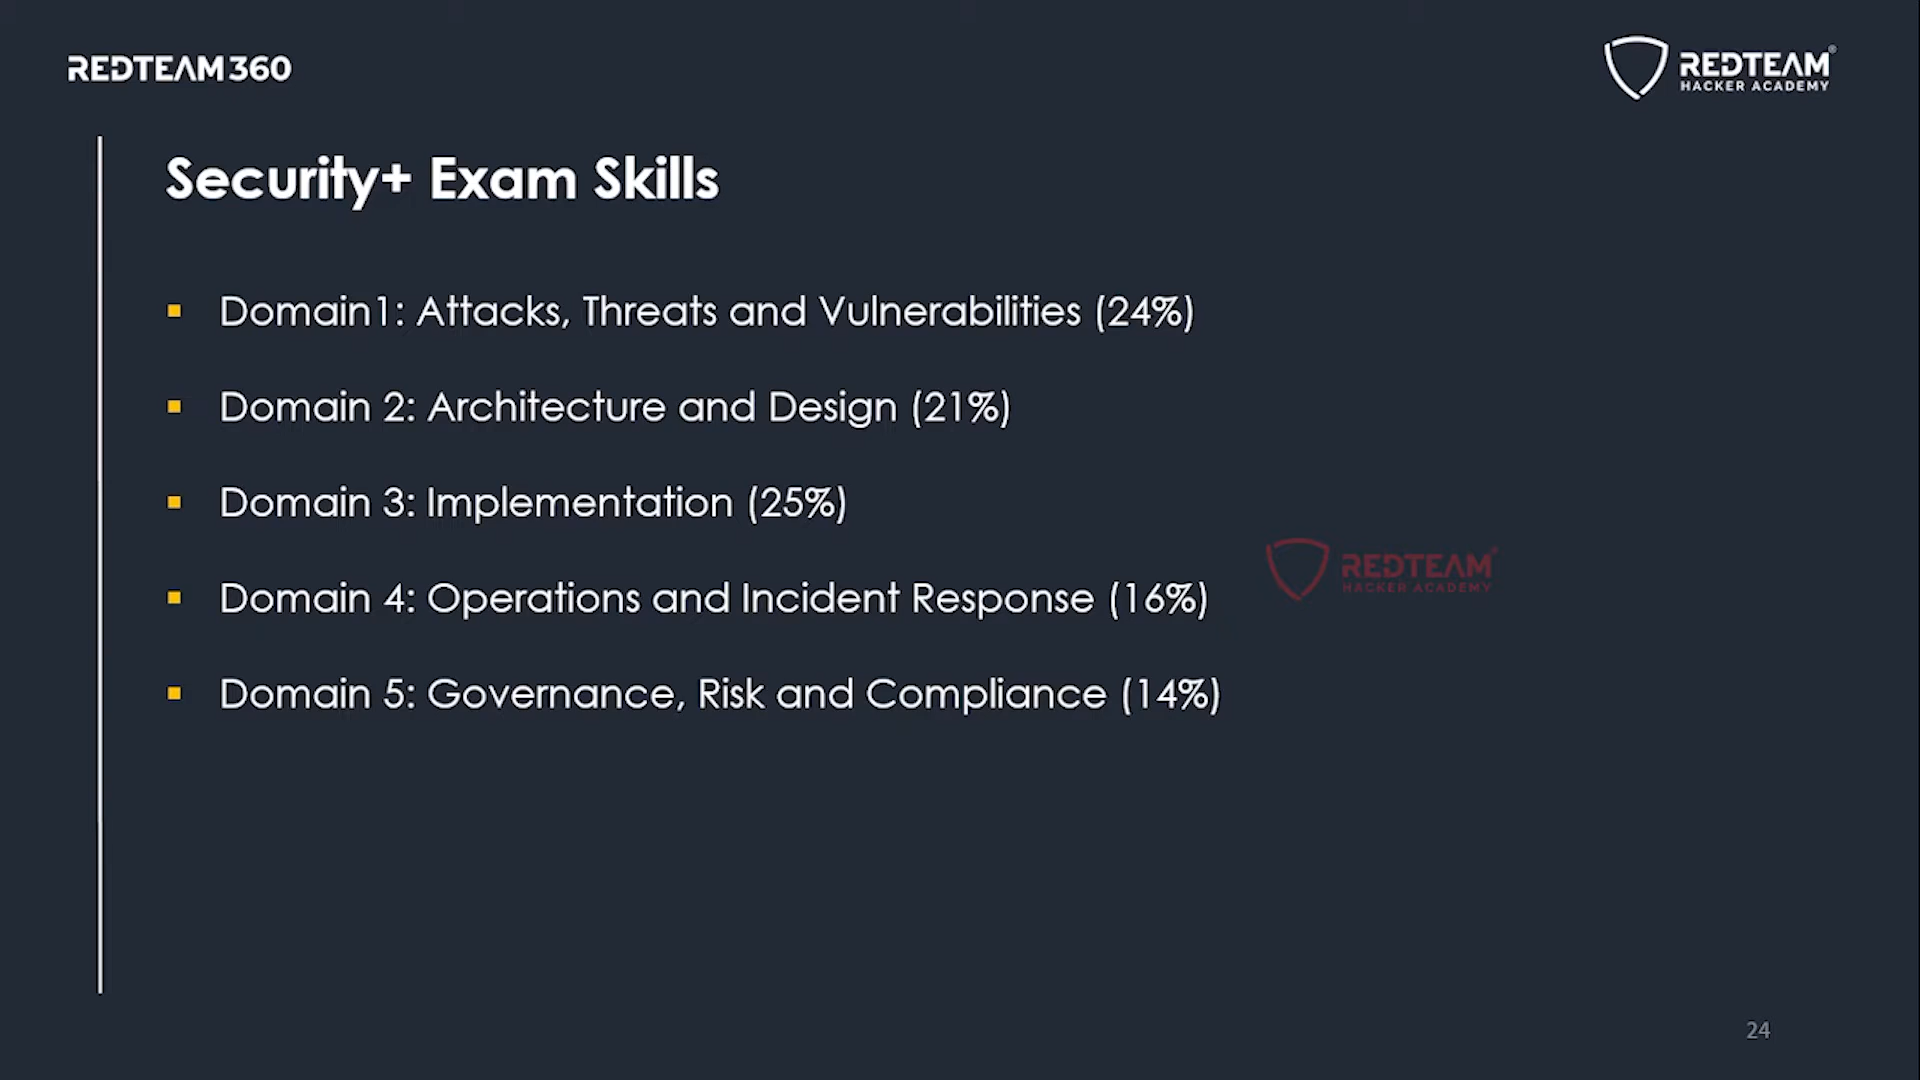 REDTEAM360
REDTEAM®
HACKER ACADEMY
Security+ Exam Skills
Domain1: Attacks, Threats and Vulnerabilities (24%)
Domain 2: Architecture and Design (21%)
Domain 3: Implementation (25%)
Domain 4: Operations and Incident Response (16%)
Domain 5: Governance, Risk and Compliance (14%)
REDTEAM®
HACKER ACADEMY
24